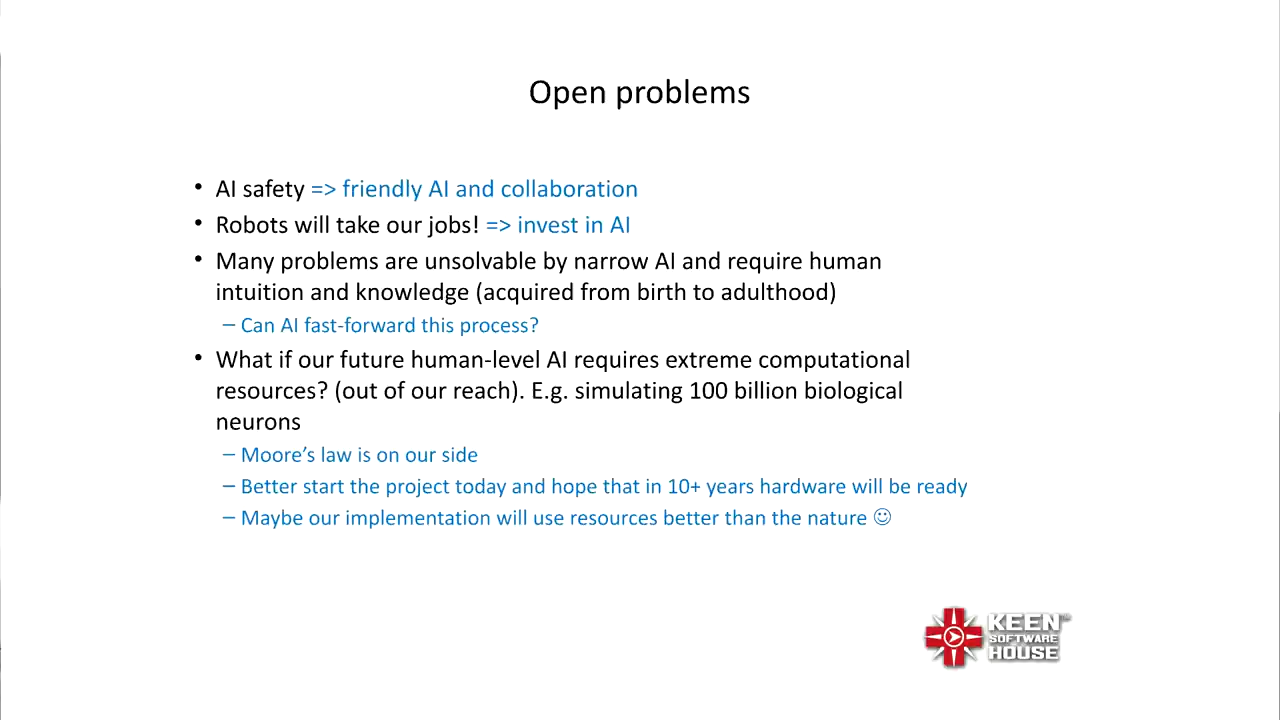 Open problems
• AI safety => friendly AI and collaboration
• Robots will take our jobs! => invest in AI
• Many problems are unsolvable by narrow AI and require human
intuition and knowledge (acquired from birth to adulthood)
– Can AI fast-forward this process?
• What if our future human-level AI requires extreme computational
resources? (out of our reach). E.g. simulating 100 billion biological
neurons
– Moore’s law is on our side
– Better start the project today and hope that in 10+ years hardware will be ready
– Maybe our implementation will use resources better than the nature ☺
KEEN
SOFTWARE
HOUSE